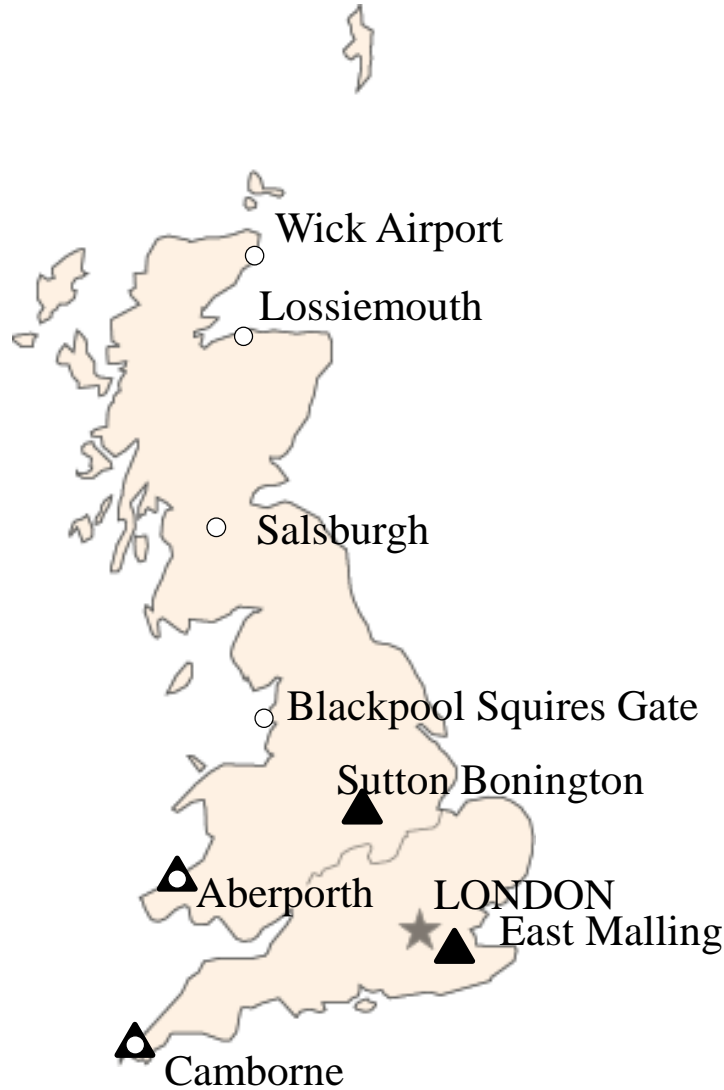 Wick Airport
Lossiemouth
Salsburgh
Blackpool Squires Gate
Sutton Bonington
Aberporth
LONDON
East Malling
Camborne